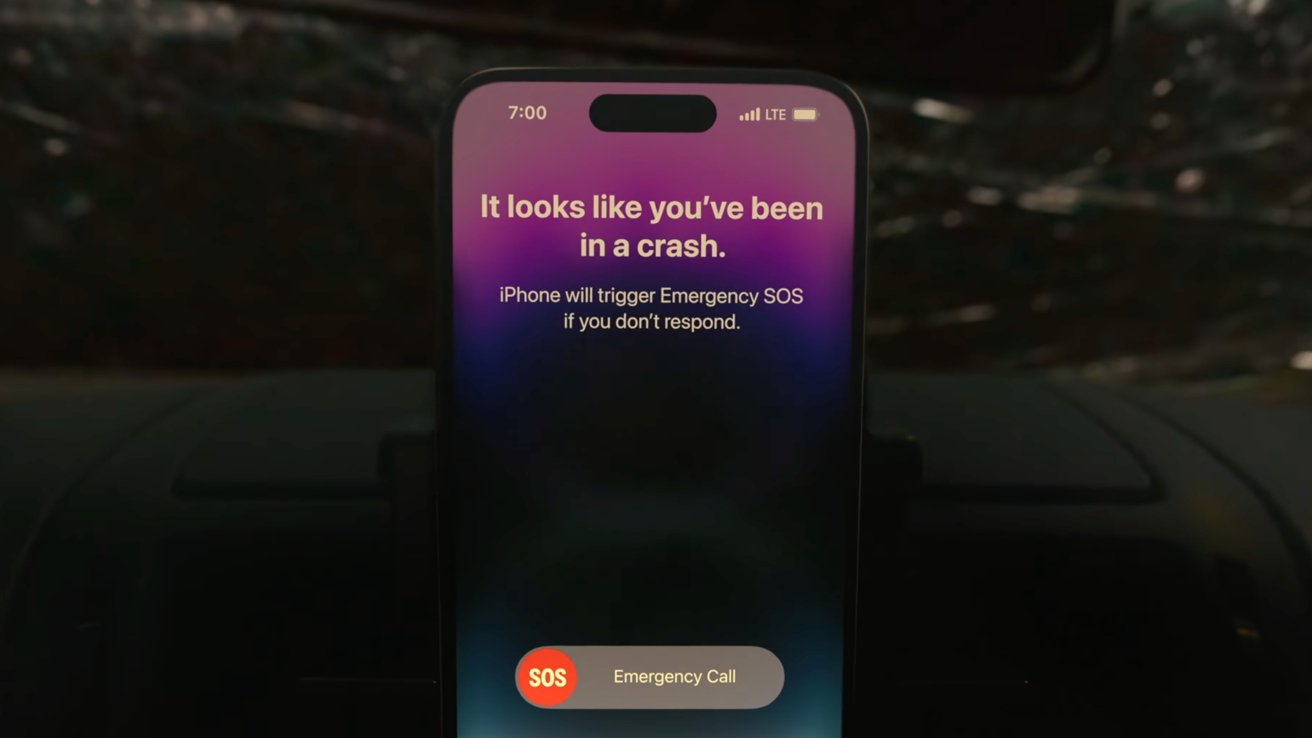 7:00 LTE
It looks like you’ve been
in a crash.
iPhone will trigger Emergency SOS
if you don’t respond.
SOS Emergency Call